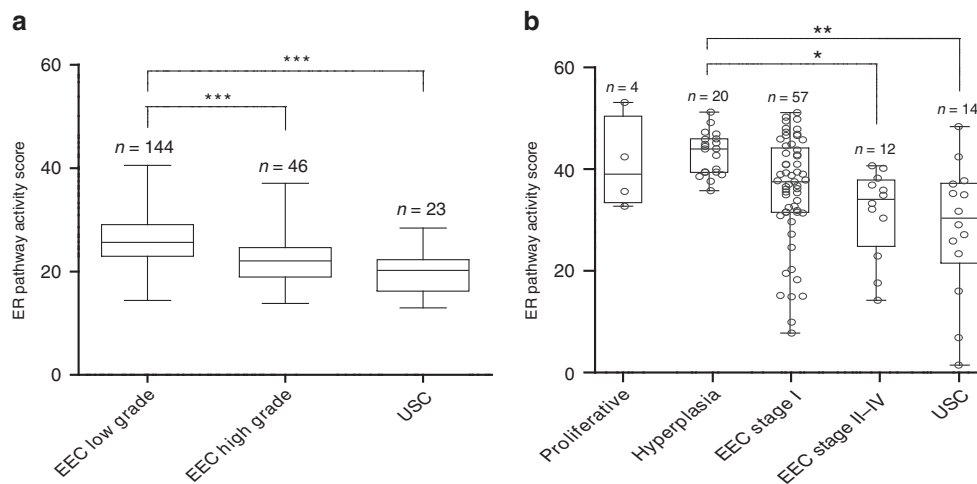 a
ER pathway activity score
60
40
20
0
***
***
n = 144
n = 46
n = 23
EEC low grade
EEC high grade
USC
b
ER pathway activity score
60
40
20
0
**
*
n = 4
n = 20
n = 57
n = 12
n = 14
Proliferative
Hyperplasia
EEC stage I
EEC stage II–IV
USC